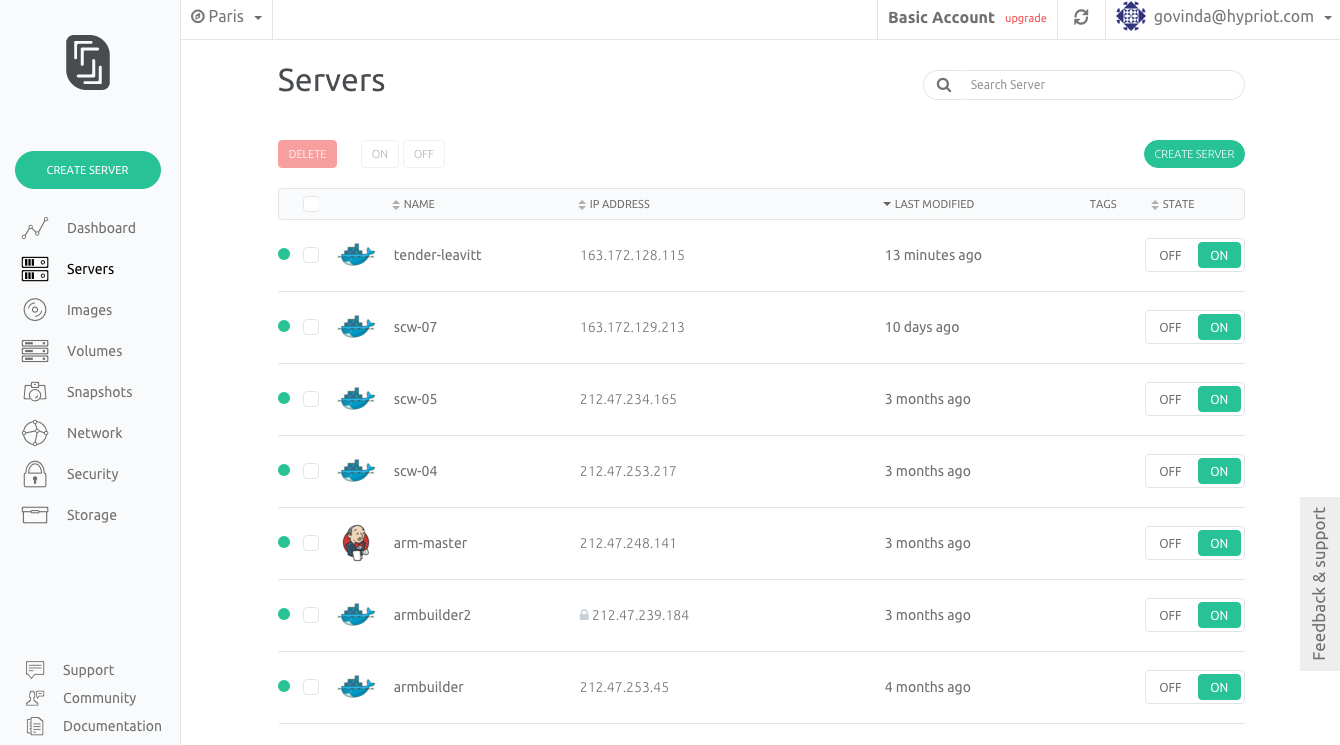 Paris
Basic Account upgrade
govinda@hypriot.com
CREATE SERVER
Dashboard
Servers
Images
Volumes
Snapshots
Network
Security
Storage
Support
Community
Documentation
Servers
Search Server
DELETE ON OFF
CREATE SERVER
NAME IP ADDRESS LAST MODIFIED TAGS STATE
tender-leavitt 163.172.128.115 13 minutes ago OFF ON
scw-07 163.172.129.213 10 days ago OFF ON
scw-05 212.47.234.165 3 months ago OFF ON
scw-04 212.47.253.217 3 months ago OFF ON
arm-master 212.47.248.141 3 months ago OFF ON
armbuilder2 212.47.239.184 3 months ago OFF ON
armbuilder 212.47.253.45 4 months ago OFF ON
Feedback & support